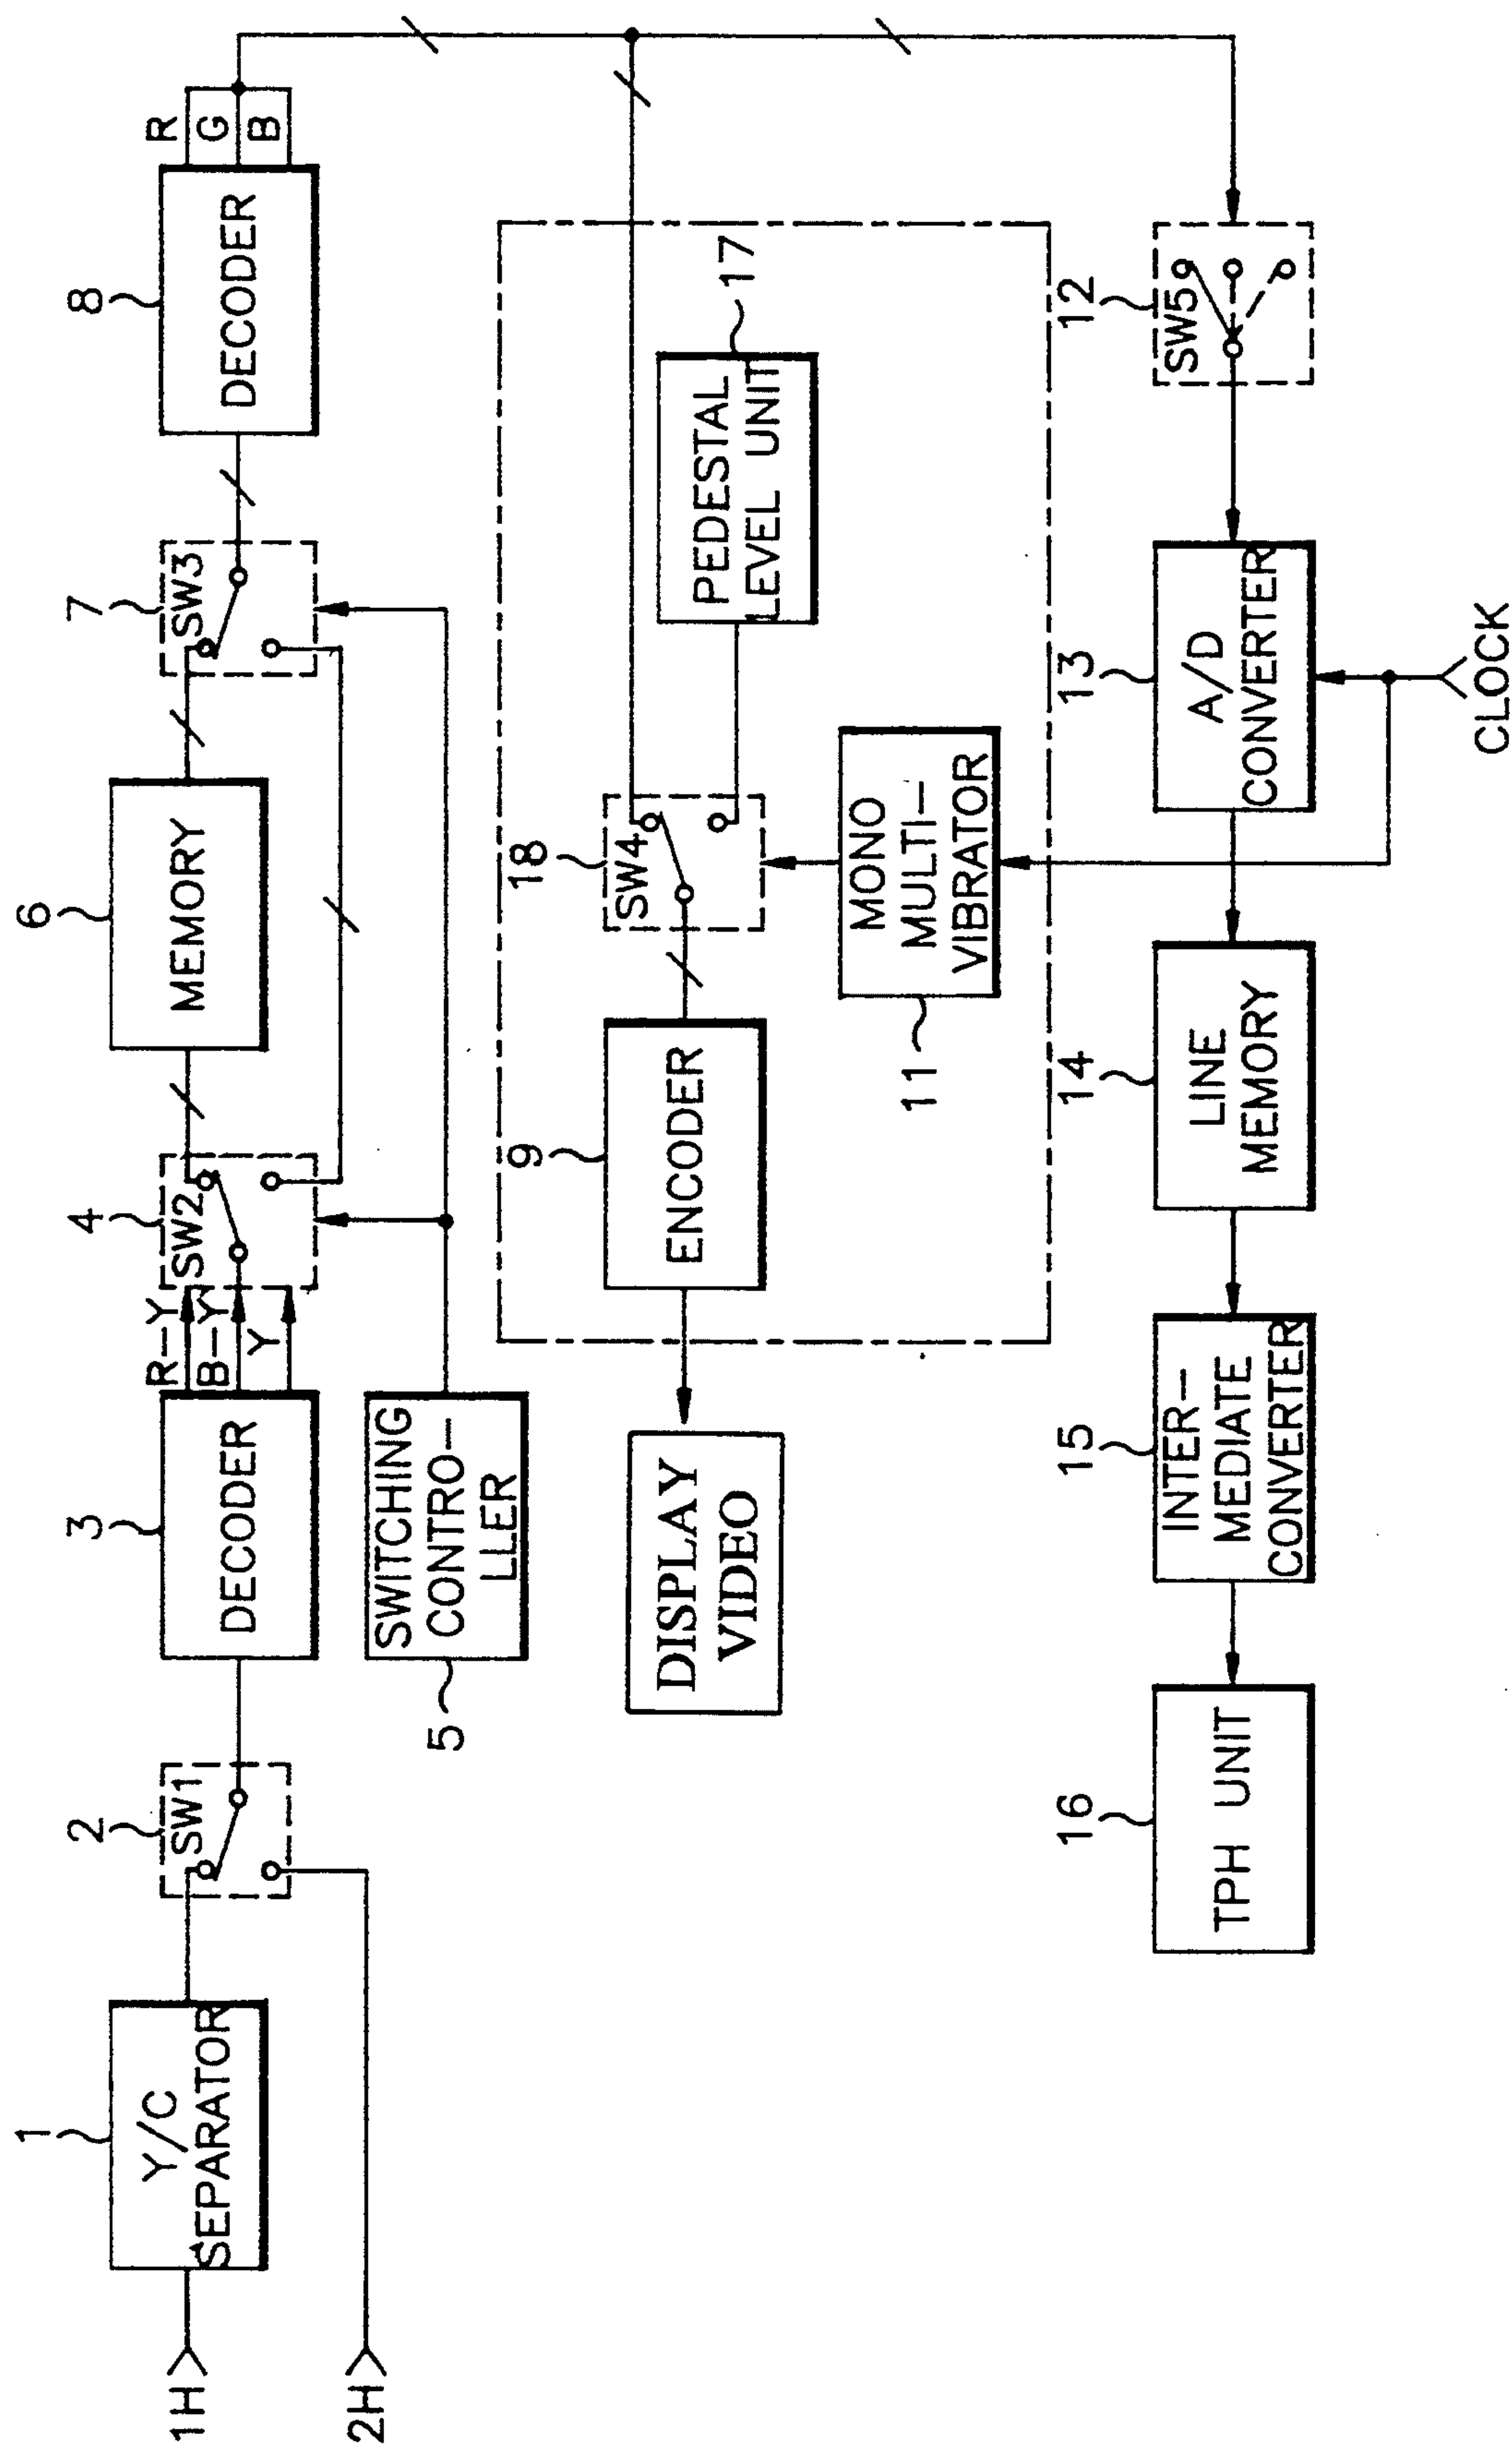 1H
2H
1
Y/C
SEPARATOR
2
SW1
3
DECODER
R-Y
B-Y
Y
4
SW2
6
MEMORY
7
SW3
8
DECODER
R
G
B
5
SWITCHING
CONTRO-
LLER
DISPLAY
VIDEO
9
ENCODER
18
SW4
PEDESTAL
LEVEL UNIT
17
11
MONO
MULTI-
VIBRATOR
16
TPH UNIT
15
INTER-
MEDIATE
CONVERTER
14
LINE
MEMORY
13
A/D
CONVERTER
12
SW5
CLOCK